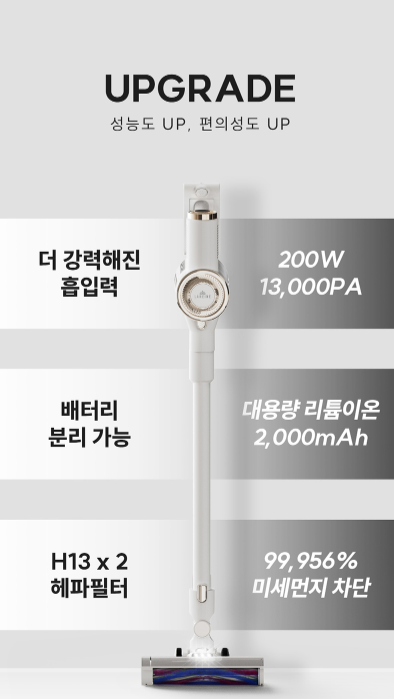 UPGRADE
성능도 UP, 편의성도 UP
더 강력해진
흡입력
200W
13,000PA
배터리
분리 가능
대용량 리튬이온
2,000mAh
H13 x 2
헤파필터
99,956%
미세먼지 차단